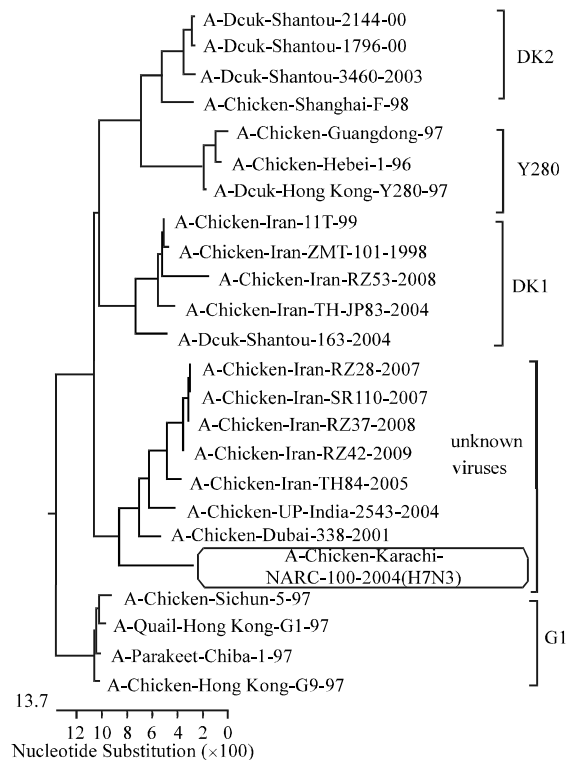 A-Dcuk-Shantou-2144-00
A-Dcuk-Shantou-1796-00
DK2
A-Dcuk-Shantou-3460-2003
A-Chicken-Shanghai-F-98
A-Chicken-Guangdong-97
A-Chicken-Hebei-1-96
Y280
A-Dcuk-Hong Kong-Y280-97
A-Chicken-Iran-11T-99
A-Chicken-Iran-ZMT-101-1998
A-Chicken-Iran-RZ53-2008
DK1
A-Chicken-Iran-TH-JP83-2004
A-Dcuk-Shantou-163-2004
A-Chicken-Iran-RZ28-2007
A-Chicken-Iran-SR110-2007
A-Chicken-Iran-RZ37-2008
unknown
viruses
A-Chicken-Iran-RZ42-2009
A-Chicken-Iran-TH84-2005
A-Chicken-UP-India-2543-2004
A-Chicken-Dubai-338-2001
A-Chicken-Karachi-
NARC-100-2004(H7N3)
A-Chicken-Sichun-5-97
A-Quail-Hong Kong-G1-97
G1
A-Parakeet-Chiba-1-97
A-Chicken-Hong Kong-G9-97
13.7
12 10 8 6 4 2 0
Nucleotide Substitution (×100)